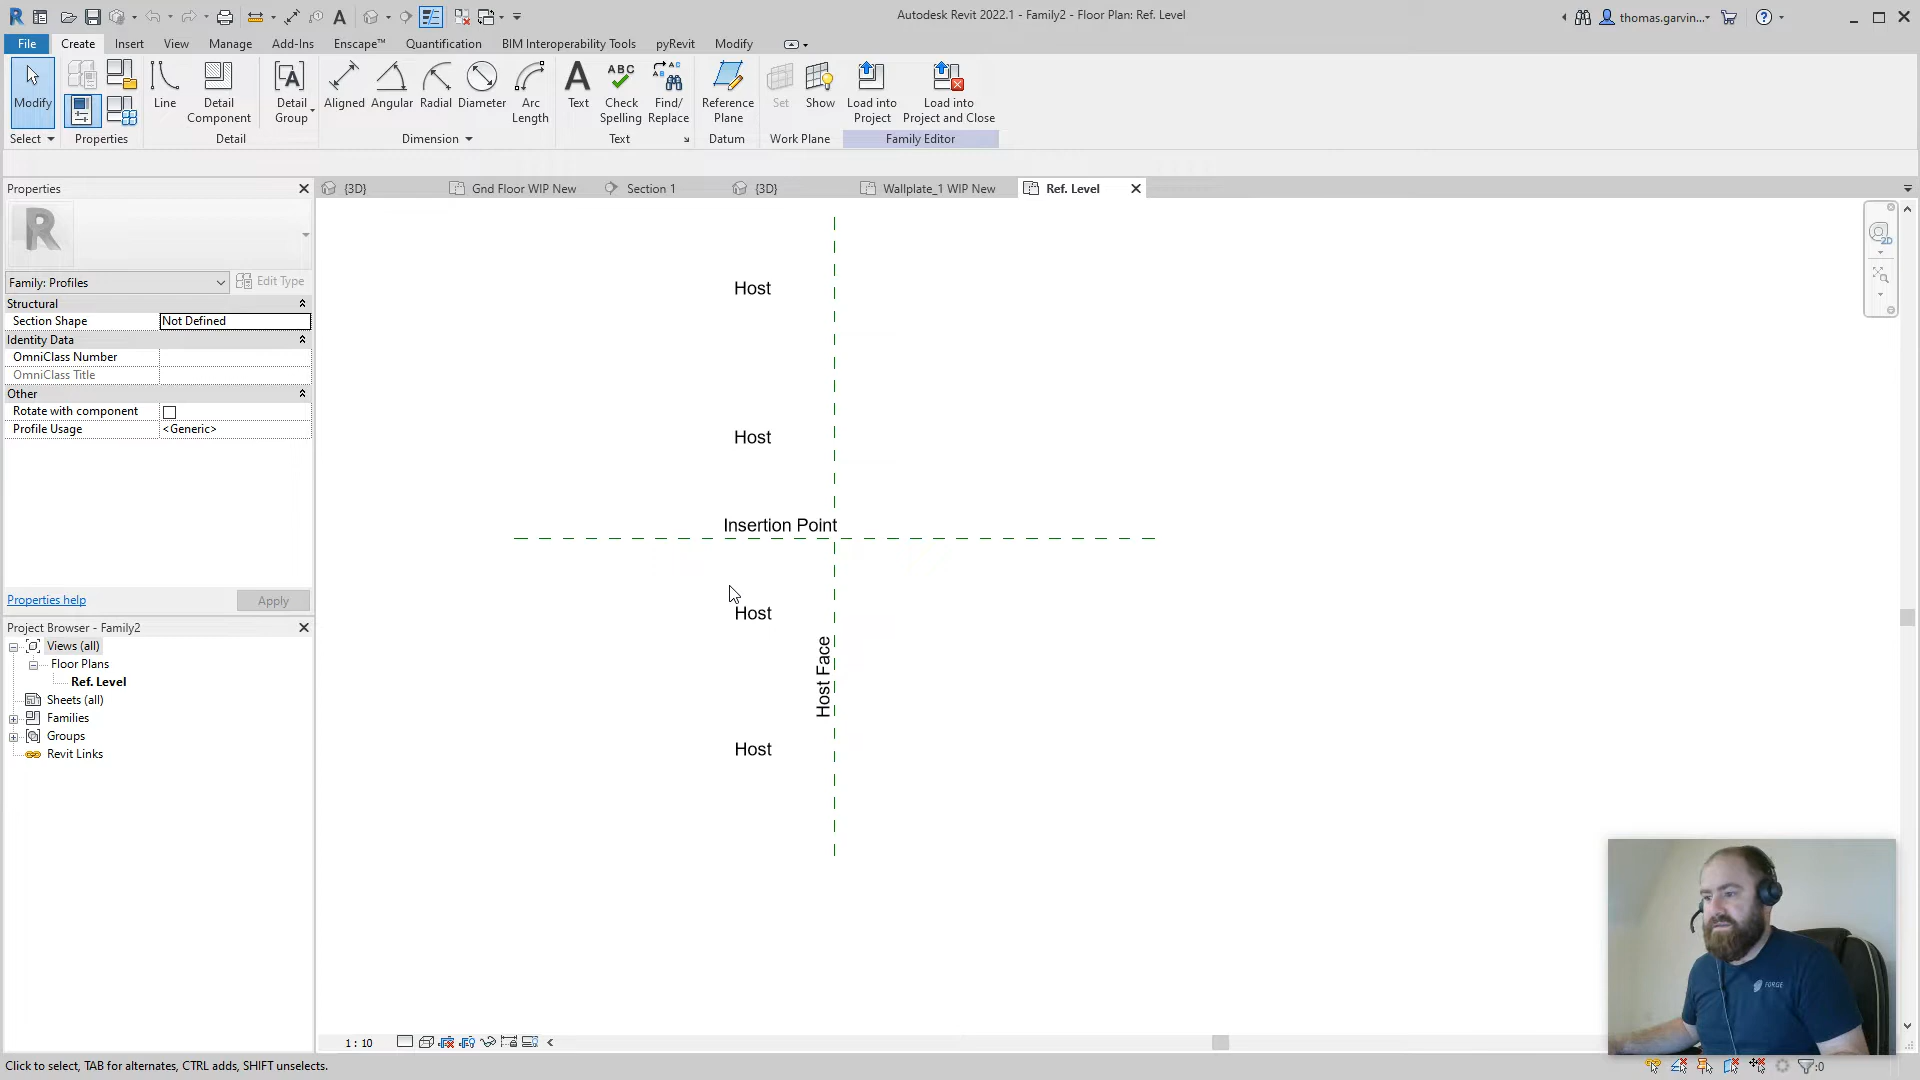 Autodesk Revit 2022.1 - Family2 - Floor Plan: Ref. Level
thomas.garvin...
File
Create
Insert
View
Manage
Add-Ins
Enscape™
Quantification
BIM Interoperability Tools
pyRevit
Modify
Modify
Line
Detail Component
Detail Group
Aligned
Angular
Radial
Diameter
Arc Length
Text
Check Spelling
Find/ Replace
Reference Plane
Set
Show
Load into Project
Load into Project and Close
Select
Properties
Detail
Dimension
Text
Datum
Work Plane
Family Editor
Properties
{3D}
Gnd Floor WIP New
Section 1
{3D}
Wallplate_1 WIP New
Ref. Level
R
Family: Profiles
Edit Type
Structural
Section Shape
Not Defined
Identity Data
OmniClass Number
OmniClass Title
Other
Rotate with component
Profile Usage
<Generic>
Properties help
Apply
Project Browser - Family2
Views (all)
Floor Plans
Ref. Level
Sheets (all)
Families
Groups
Revit Links
Host
Host
Insertion Point
Host
Host Face
Host
2D
FORGE
1 : 10
Click to select, TAB for alternates, CTRL adds, SHIFT unselects.
:0